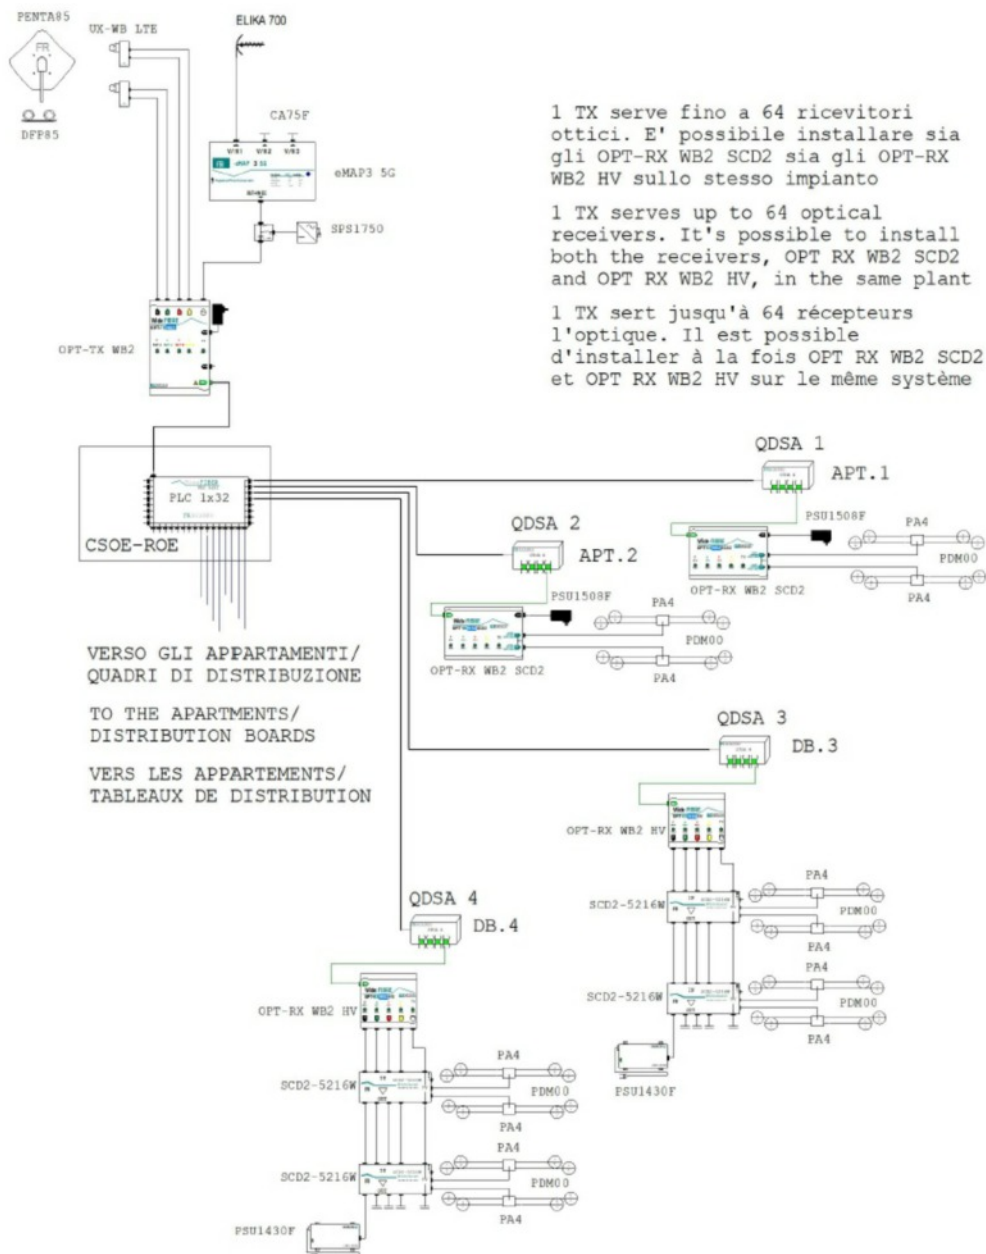 PENTA85
UX-WB LTE
ELIKA 700
FR
DFP85
CA75F
eMAP3 5G
SPS1750
1 TX serve fino a 64 ricevitori
ottici. E' possibile installare sia
gli OPT-RX WB2 SCD2 sia gli OPT-RX
WB2 HV sullo stesso impianto
1 TX serves up to 64 optical
receivers. It's possible to install
both the receivers, OPT RX WB2 SCD2
and OPT RX WB2 HV, in the same
plant
1 TX sert jusqu'à 64 récepteurs
l'optique. Il est possible
d'installer à la fois OPT RX WB2 SCD2
et OPT RX WB2 HV sur le même système
OPT-TX WB2
PLC 1x32
CSOE-ROE
QDSA 1
APT.1
PSU1508F
PA4
PDM00
PA4
OPT-RX WB2 SCD2
QDSA 2
APT.2
PSU1508F
PA4
PDM00
PA4
OPT-RX WB2 SCD2
VERSO GLI APPARTAMENTI/
QUADRI DI DISTRIBUZIONE
TO THE APARTMENTS/
DISTRIBUTION BOARDS
VERS LES APPARTEMENTS/
TABLEAUX DE DISTRIBUTION
QDSA 3
DB.3
OPT-RX WB2 HV
PA4
SCD2-5216W
PDM00
PA4
PA4
SCD2-5216W
PDM00
PA4
PSU1430F
QDSA 4
DB.4
OPT-RX WB2 HV
PA4
SCD2-5216W
PDM00
PA4
PA4
SCD2-5216W
PDM00
PA4
PSU1430F